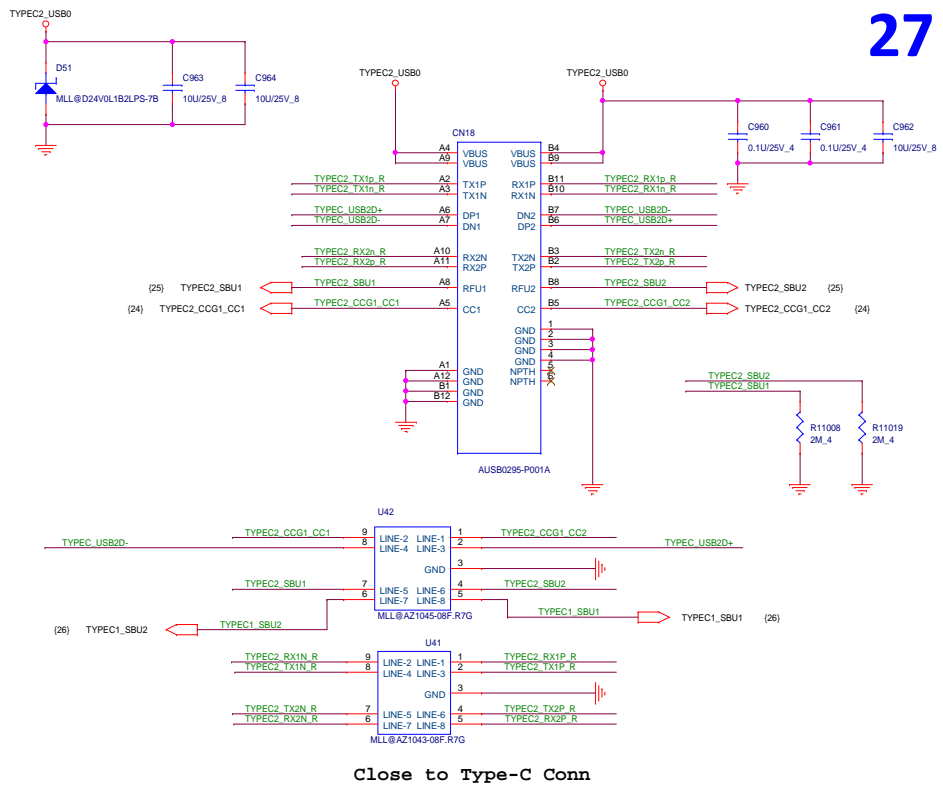 TYPEC2_USB0
27
D51
MLL@D24V0L1B2LPS-7B
C963
10U/25V_8
C964
10U/25V_8
TYPEC2_USB0
TYPEC2_USB0
C960
0.1U/25V_4
C961
0.1U/25V_4
C962
10U/25V_8
CN18
A4 VBUS VBUS B4
A9 VBUS VBUS B9
TYPEC2_TX1p_R A2 TX1P RX1P B11 TYPEC2_RX1p_R
TYPEC2_TX1n_R A3 TX1N RX1N B10 TYPEC2_RX1n_R
TYPEC_USB2D+ A6 DP1 DN2 B7 TYPEC_USB2D-
TYPEC_USB2D- A7 DN1 DP2 B6 TYPEC_USB2D+
TYPEC2_RX2n_R A10 RX2N TX2N B3 TYPEC2_TX2n_R
TYPEC2_RX2p_R A11 RX2P TX2P B2 TYPEC2_TX2p_R
{25} TYPEC2_SBU1 TYPEC2_SBU1 A8 RFU1 RFU2 B8 TYPEC2_SBU2 TYPEC2_SBU2 {25}
{24} TYPEC2_CCG1_CC1 TYPEC2_CCG1_CC1 A5 CC1 CC2 B5 TYPEC2_CCG1_CC2 TYPEC2_CCG1_CC2 {24}
GND 1
GND 2
GND 3
GND 4
A1 GND NPTH 5
A12 GND NPTH 6
B1 GND
B12 GND
TYPEC2_SBU2
TYPEC2_SBU1
R11008
2M_4
R11019
2M_4
AUSB0295-P001A
U42
TYPEC2_CCG1_CC1 9 LINE-2 LINE-1 1 TYPEC2_CCG1_CC2
TYPEC_USB2D- 8 LINE-4 LINE-3 2 TYPEC_USB2D+
GND 3
TYPEC2_SBU1 7 LINE-5 LINE-6 4 TYPEC2_SBU2
6 LINE-7 LINE-8 5
MLL@AZ1045-08F.R7G
{26} TYPEC1_SBU2 TYPEC1_SBU2
TYPEC1_SBU1 TYPEC1_SBU1 {26}
U41
TYPEC2_RX1N_R 9 LINE-2 LINE-1 1 TYPEC2_RX1P_R
TYPEC2_TX1N_R 8 LINE-4 LINE-3 2 TYPEC2_TX1P_R
GND 3
TYPEC2_TX2N_R 7 LINE-5 LINE-6 4 TYPEC2_TX2P_R
TYPEC2_RX2N_R 6 LINE-7 LINE-8 5 TYPEC2_RX2P_R
MLL@AZ1043-08F.R7G
Close to Type-C Conn